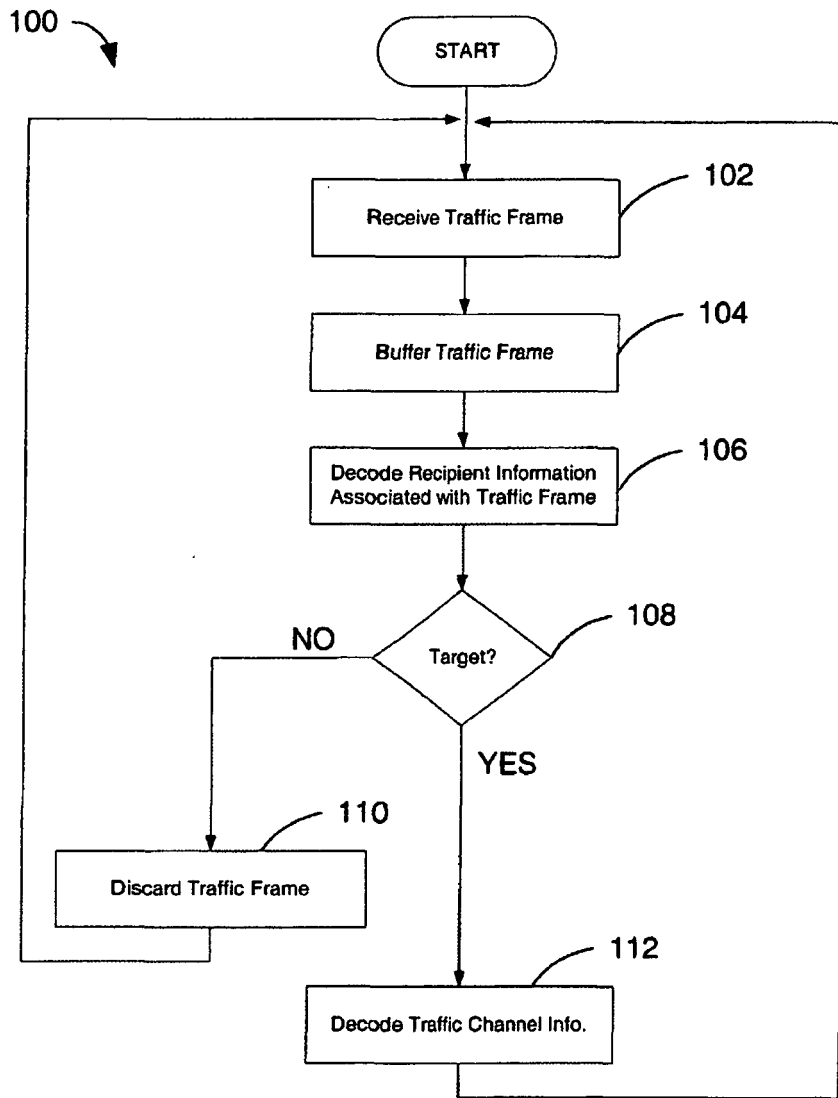 100
START
102
Receive Traffic Frame
104
Buffer Traffic Frame
106
Decode Recipient Information
Associated with Traffic Frame
108
NO
Target?
YES
110
Discard Traffic Frame
112
Decode Traffic Channel Info.